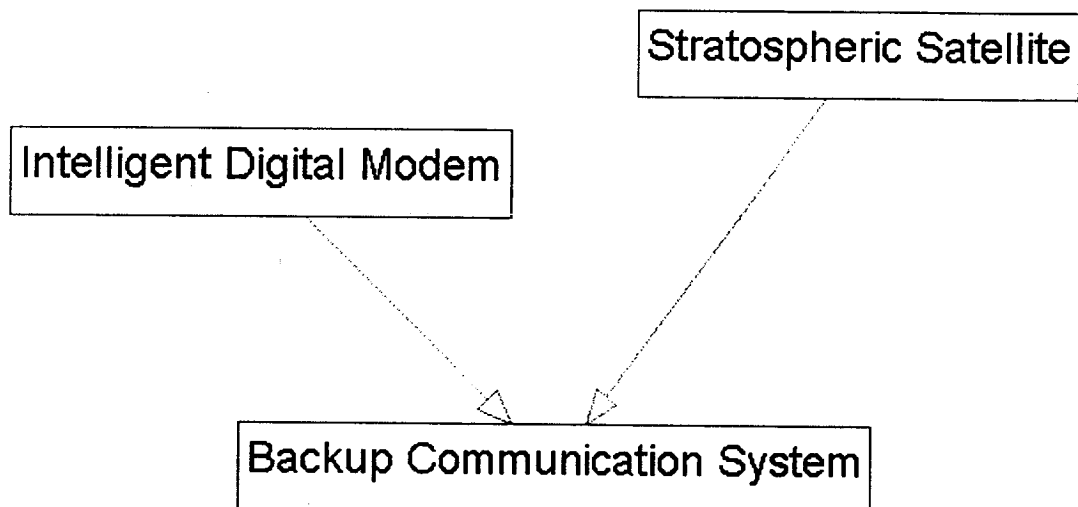 Stratospheric Satellite
Intelligent Digital Modem
Backup Communication System